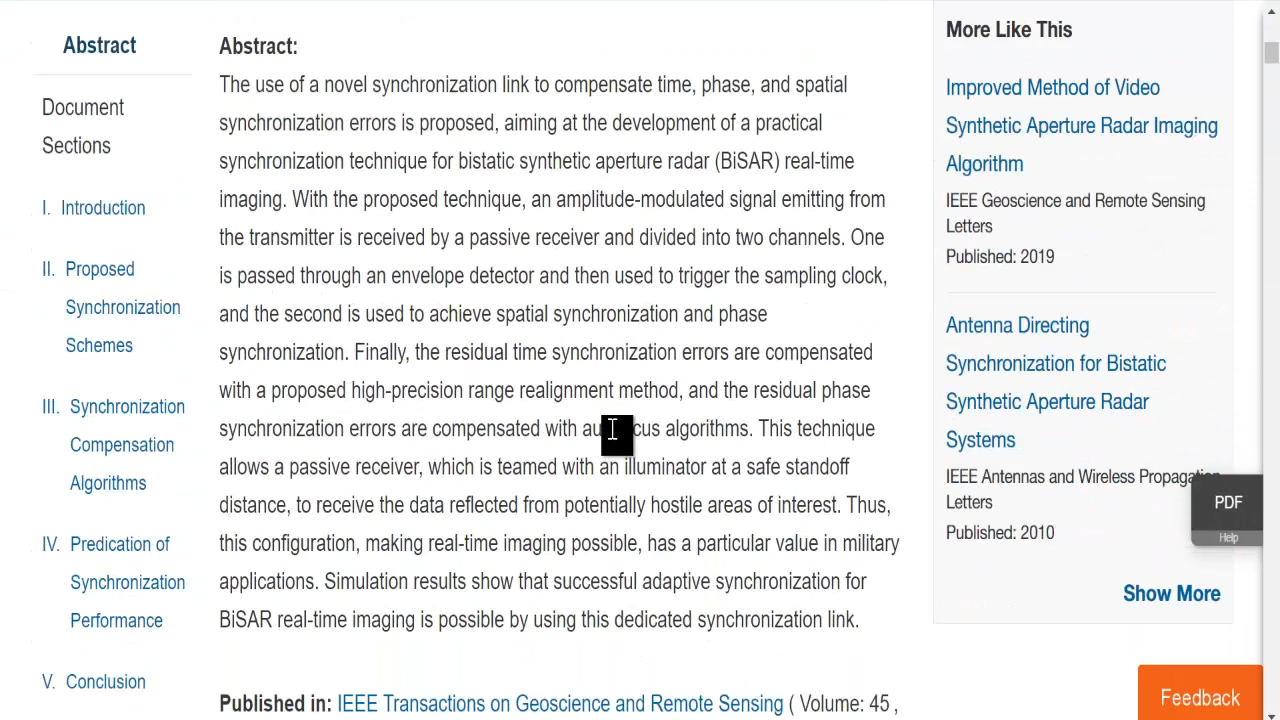 Abstract
Document
Sections
I. Introduction
II. Proposed
Synchronization
Schemes
III. Synchronization
Compensation
Algorithms
IV. Predication of
Synchronization
Performance
V. Conclusion
Abstract:
The use of a novel synchronization link to compensate time, phase, and spatial
synchronization errors is proposed, aiming at the development of a practical
synchronization technique for bistatic synthetic aperture radar (BiSAR) real-time
imaging. With the proposed technique, an amplitude-modulated signal emitting from
the transmitter is received by a passive receiver and divided into two channels. One
is passed through an envelope detector and then used to trigger the sampling clock,
and the second is used to achieve spatial synchronization and phase
synchronization. Finally, the residual time synchronization errors are compensated
with a proposed high-precision range realignment method, and the residual phase
synchronization errors are compensated with algorithms. This technique
allows a passive receiver, which is teamed with an illuminator at a safe standoff
distance, to receive the data reflected from potentially hostile areas of interest. Thus,
this configuration, making real-time imaging possible, has a particular value in military
applications. Simulation results show that successful adaptive synchronization for
BiSAR real-time imaging is possible by using this dedicated synchronization link.
Published in: IEEE Transactions on Geoscience and Remote Sensing ( Volume: 45 ,
More Like This
Improved Method of Video
Synthetic Aperture Radar Imaging
Algorithm
IEEE Geoscience and Remote Sensing
Letters
Published: 2019
Antenna Directing
Synchronization for Bistatic
Synthetic Aperture Radar
Systems
IEEE Antennas and Wireless Propagation
Letters
Published: 2010
Show More
PDF
Help
Feedback